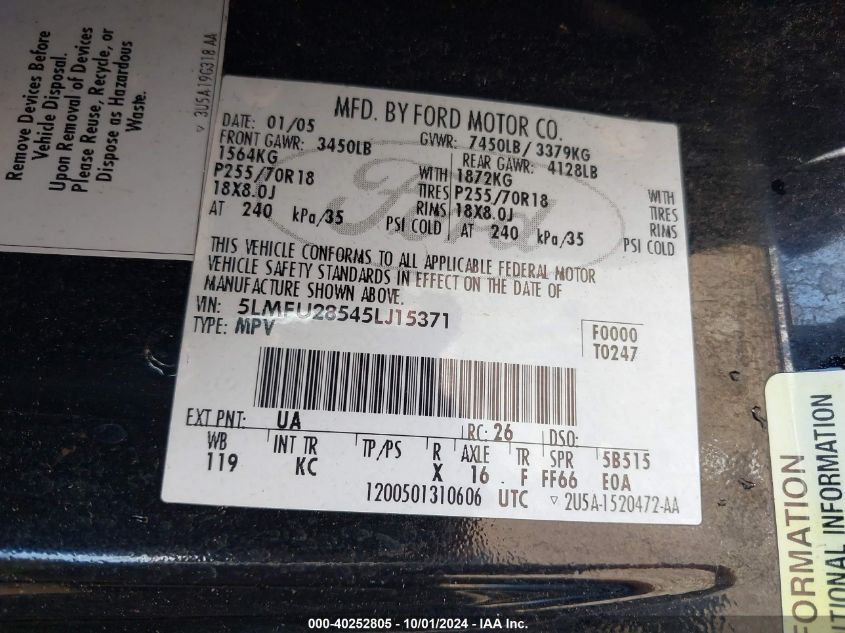 Remove Devices Before
Vehicle Disposal.
Upon Removal of Devices
Please Reuse, Recycle, or
Dispose as Hazardous
Waste.
3U5A19G318 AA
MFD. BY FORD MOTOR CO.
DATE: 01/05 GVWR: 7450LB/ 3379KG
FRONT GAWR: 3450LB REAR GAWR: 4128LB
1564KG WITH 1872KG WITH
P255/70R18 TIRES P255/70R18 TIRES
18X8.0J RIMS 18X8.0J RIMS
AT 240 kPa/35 PSI COLD AT 240 kPa/35 PSI COLD
Ford
THIS VEHICLE CONFORMS TO ALL APPLICABLE FEDERAL MOTOR
VEHICLE SAFETY STANDARDS IN EFFECT ON THE DATE OF
MANUFACTURE SHOWN ABOVE.
VIN: 5LMFU28545LJ15371
TYPE: MPV
F0000
T0247
EXT PNT: UA RC: 26 DSO:
WB INT TR TP/PS R AXLE TR SPR 5B515
119 KC X 16 F FF66 E0A
1200501310606 UTC 2U5A-1520472-AA
ORMATION
TIONAL INFORMATION
000-40252805 - 10/01/2024 - IAA Inc.